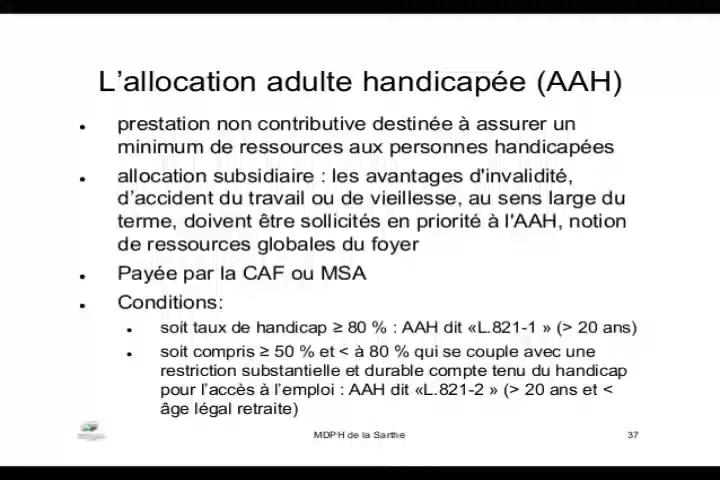 L’allocation adulte handicapée (AAH)
• prestation non contributive destinée à assurer un
minimum de ressources aux personnes handicapées
• allocation subsidiaire : les avantages d'invalidité,
d’accident du travail ou de vieillesse, au sens large du
terme, doivent être sollicités en priorité à l'AAH, notion
de ressources globales du foyer
• Payée par la CAF ou MSA
• Conditions:
• soit taux de handicap ≥ 80 % : AAH dit «L.821-1 » (> 20 ans)
• soit compris ≥ 50 % et < à 80 % qui se couple avec une
restriction substantielle et durable compte tenu du handicap
pour l’accès à l’emploi : AAH dit «L.821-2 » (> 20 ans et <
âge légal retraite)
MDPH de la Sarthe
37